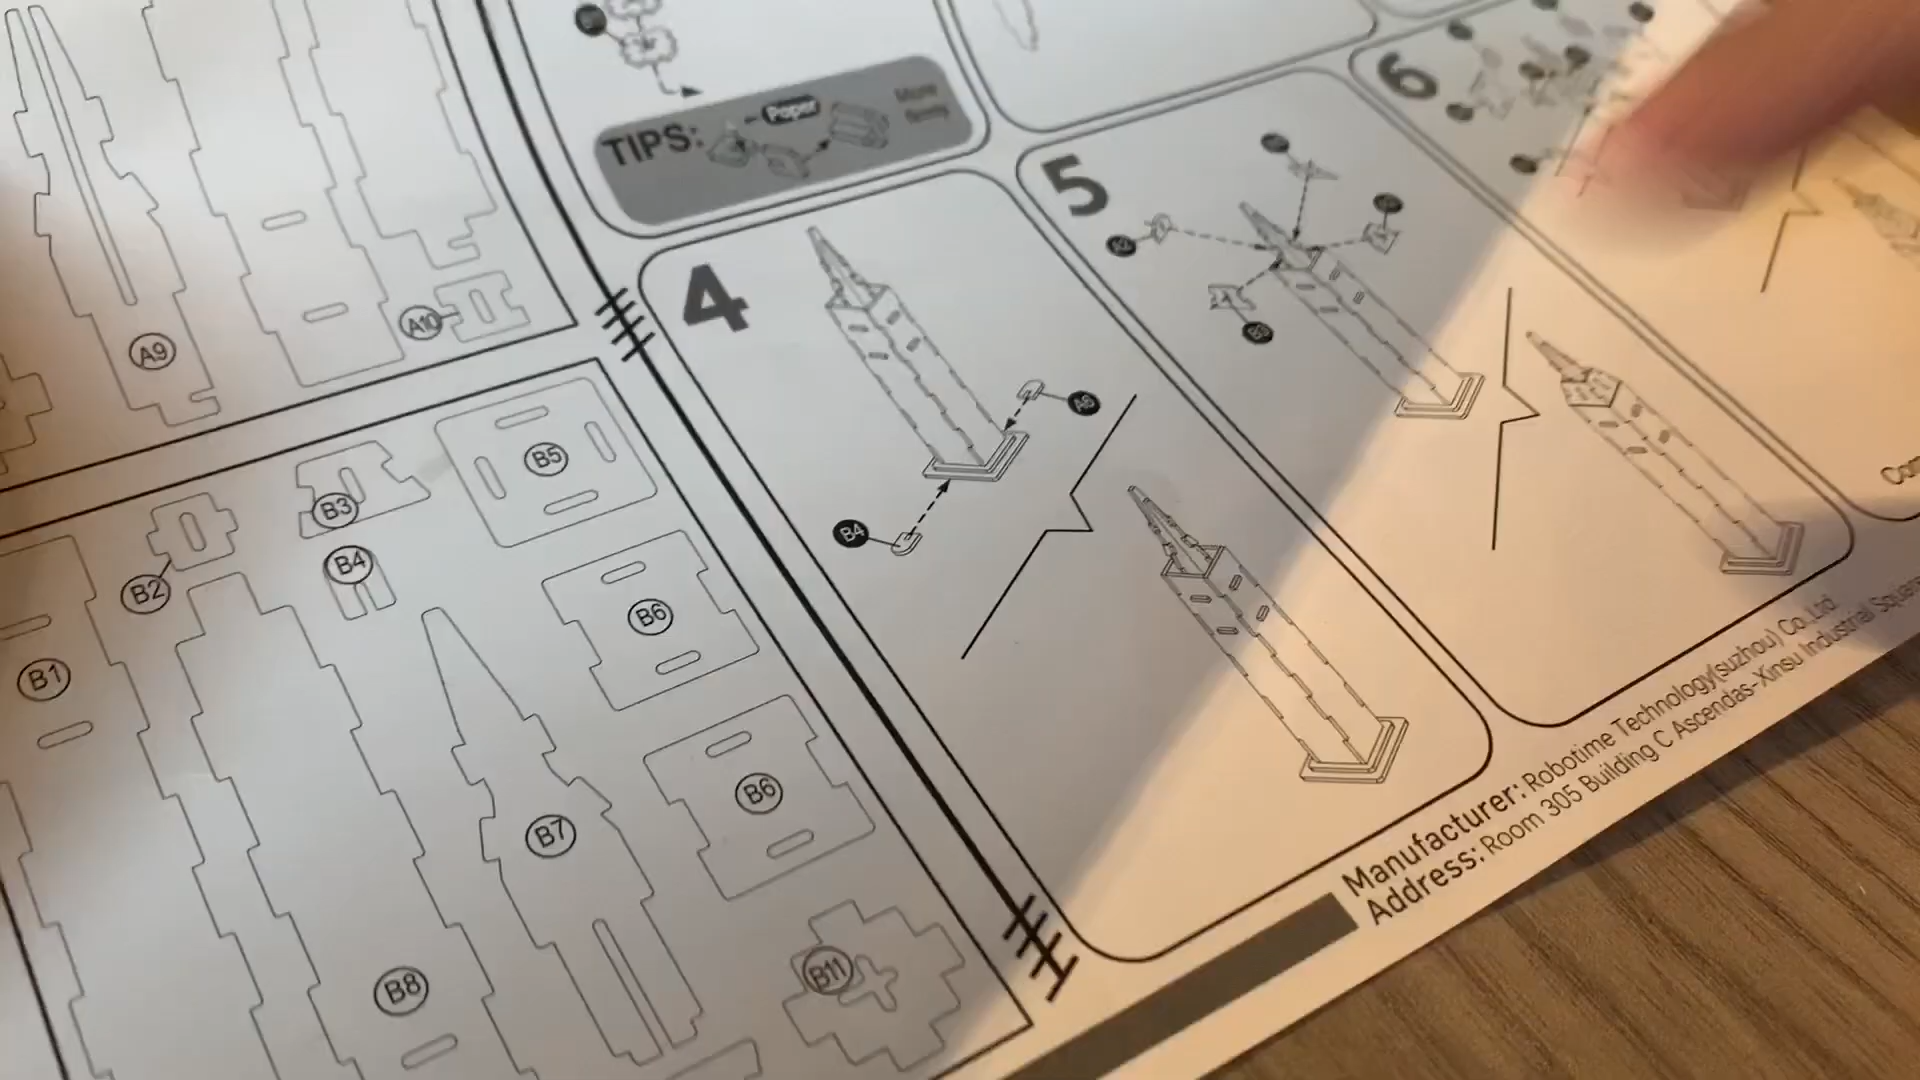 TIPS:
Paper
6
5
4
A9
A10
B4
B5
B3
B2
B4
B6
B1
B6
B7
B8
B11
Manufacturer: Robotime Technology(suzhou) Co.,Ltd
Address: Room 305 Building C Ascendas-Xinsu Industrial